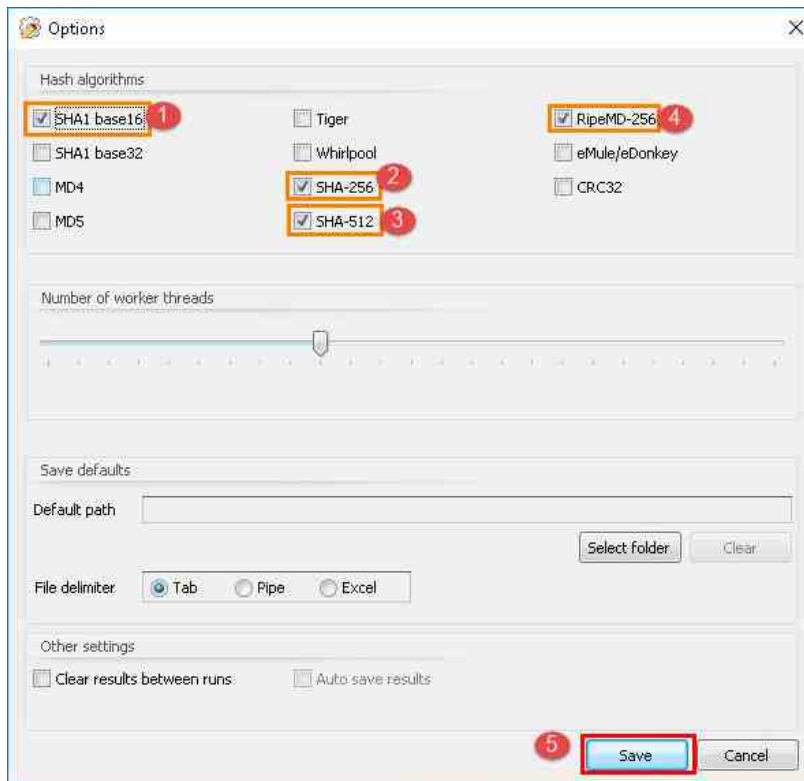 Options
Hash algorithms
SHA1 base16 1 Tiger RipeMD-256 4
SHA1 base32 Whirlpool eMule/eDonkey
MD4 SHA-256 2 CRC32
MD5 SHA-512 3
Number of worker threads
Save defaults
Default path
Select folder Clear
File delimiter Tab Pipe Excel
Other settings
Clear results between runs Auto save results
5 Save Cancel